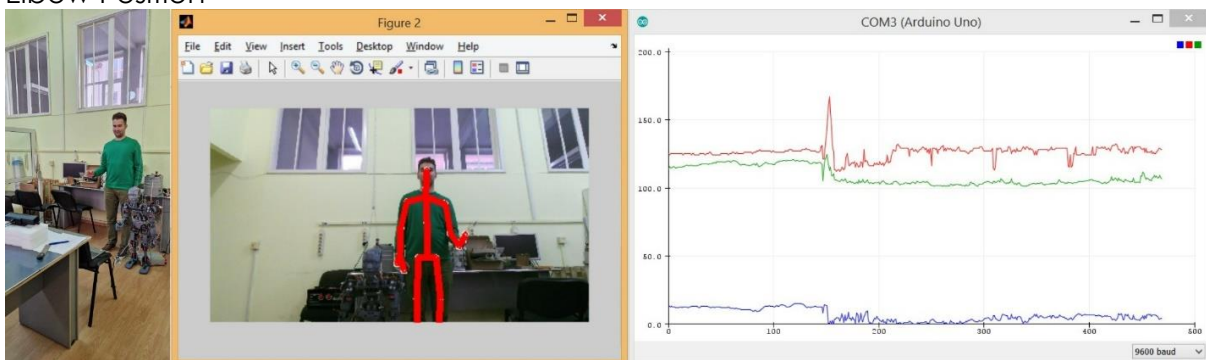 Elbow Position
Figure 2
File Edit View Insert Tools Desktop Window Help
COM3 (Arduino Uno)
200.0
150.0
100.0
50.0
0.0
0 100 200 300 400 500
9600 baud